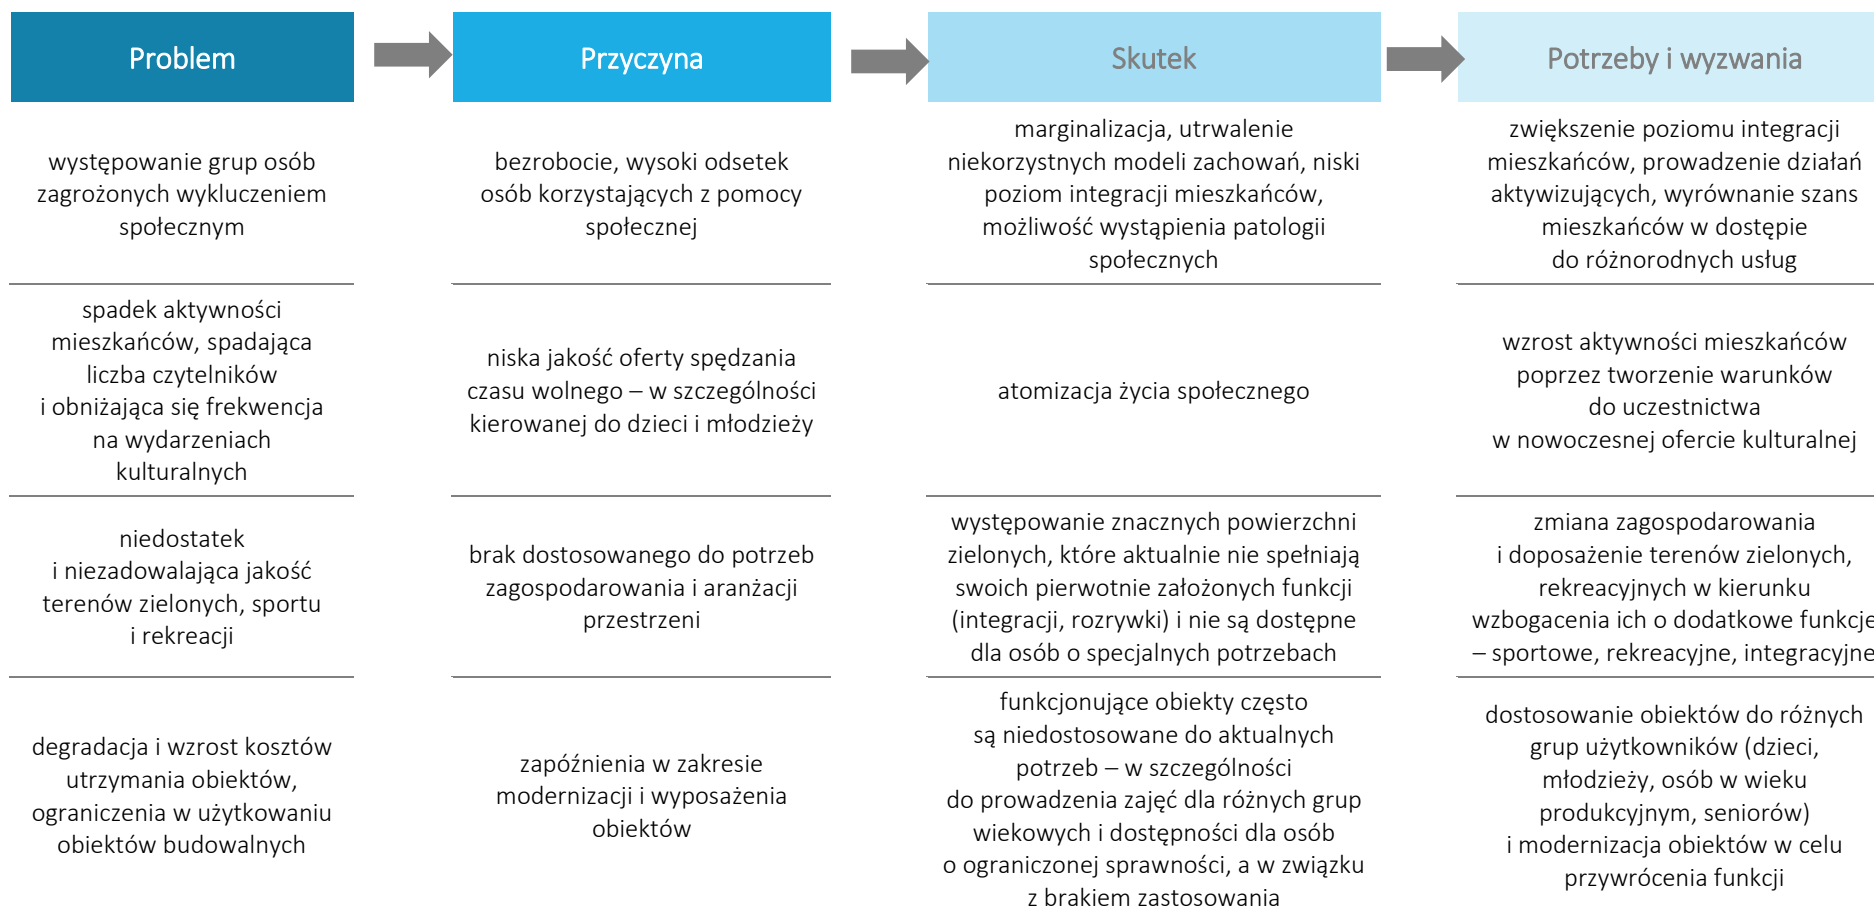 Problem
Przyczyna
Skutek
Potrzeby i wyzwania
występowanie grup osób
zagrożonych wykluczeniem
społecznym
bezrobocie, wysoki odsetek
osób korzystających z pomocy
społecznej
marginalizacja, utrwalenie
niekorzystnych modeli zachowań, niski
poziom integracji mieszkańców,
możliwość wystąpienia patologii
społecznych
zwiększenie poziomu integracji
mieszkańców, prowadzenie działań
aktywizujących, wyrównanie szans
mieszkańców w dostępie
do różnorodnych usług
spadek aktywności
mieszkańców, spadająca
liczba czytelników
i obniżająca się frekwencja
na wydarzeniach
kulturalnych
niska jakość oferty spędzania
czasu wolnego – w szczególności
kierowanej do dzieci i młodzieży
atomizacja życia społecznego
wzrost aktywności mieszkańców
poprzez tworzenie warunków
do uczestnictwa
w nowoczesnej ofercie kulturalnej
niedostatek
i niezadowalająca jakość
terenów zielonych, sportu
i rekreacji
brak dostosowanego do potrzeb
zagospodarowania i aranżacji
przestrzeni
występowanie znacznych powierzchni
zielonych, które aktualnie nie spełniają
swoich pierwotnie założonych funkcji
(integracji, rozrywki) i nie są dostępne
dla osób o specjalnych potrzebach
zmiana zagospodarowania
i doposażenie terenów zielonych,
rekreacyjnych w kierunku
wzbogacenia ich o dodatkowe funkcje
– sportowe, rekreacyjne, integracyjne
degradacja i wzrost kosztów
utrzymania obiektów,
ograniczenia w użytkowaniu
obiektów budowalnych
zapóźnienia w zakresie
modernizacji i wyposażenia
obiektów
funkcjonujące obiekty często
są niedostosowane do aktualnych
potrzeb – w szczególności
do prowadzenia zajęć dla różnych grup
wiekowych i dostępności dla osób
o ograniczonej sprawności, a w związku
z brakiem zastosowania
dostosowanie obiektów do różnych
grup użytkowników (dzieci,
młodzieży, osób w wieku
produkcyjnym, seniorów)
i modernizacja obiektów w celu
przywrócenia funkcji